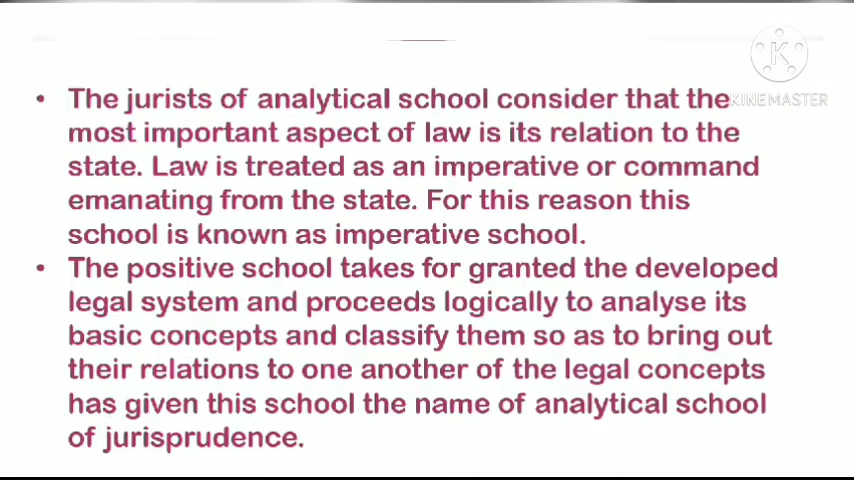 K
KINEMASTER
• The jurists of analytical school consider that the
most important aspect of law is its relation to the
state. Law is treated as an imperative or command
emanating from the state. For this reason this
school is known as imperative school.
• The positive school takes for granted the developed
legal system and proceeds logically to analyse its
basic concepts and classify them so as to bring out
their relations to one another of the legal concepts
has given this school the name of analytical school
of jurisprudence.